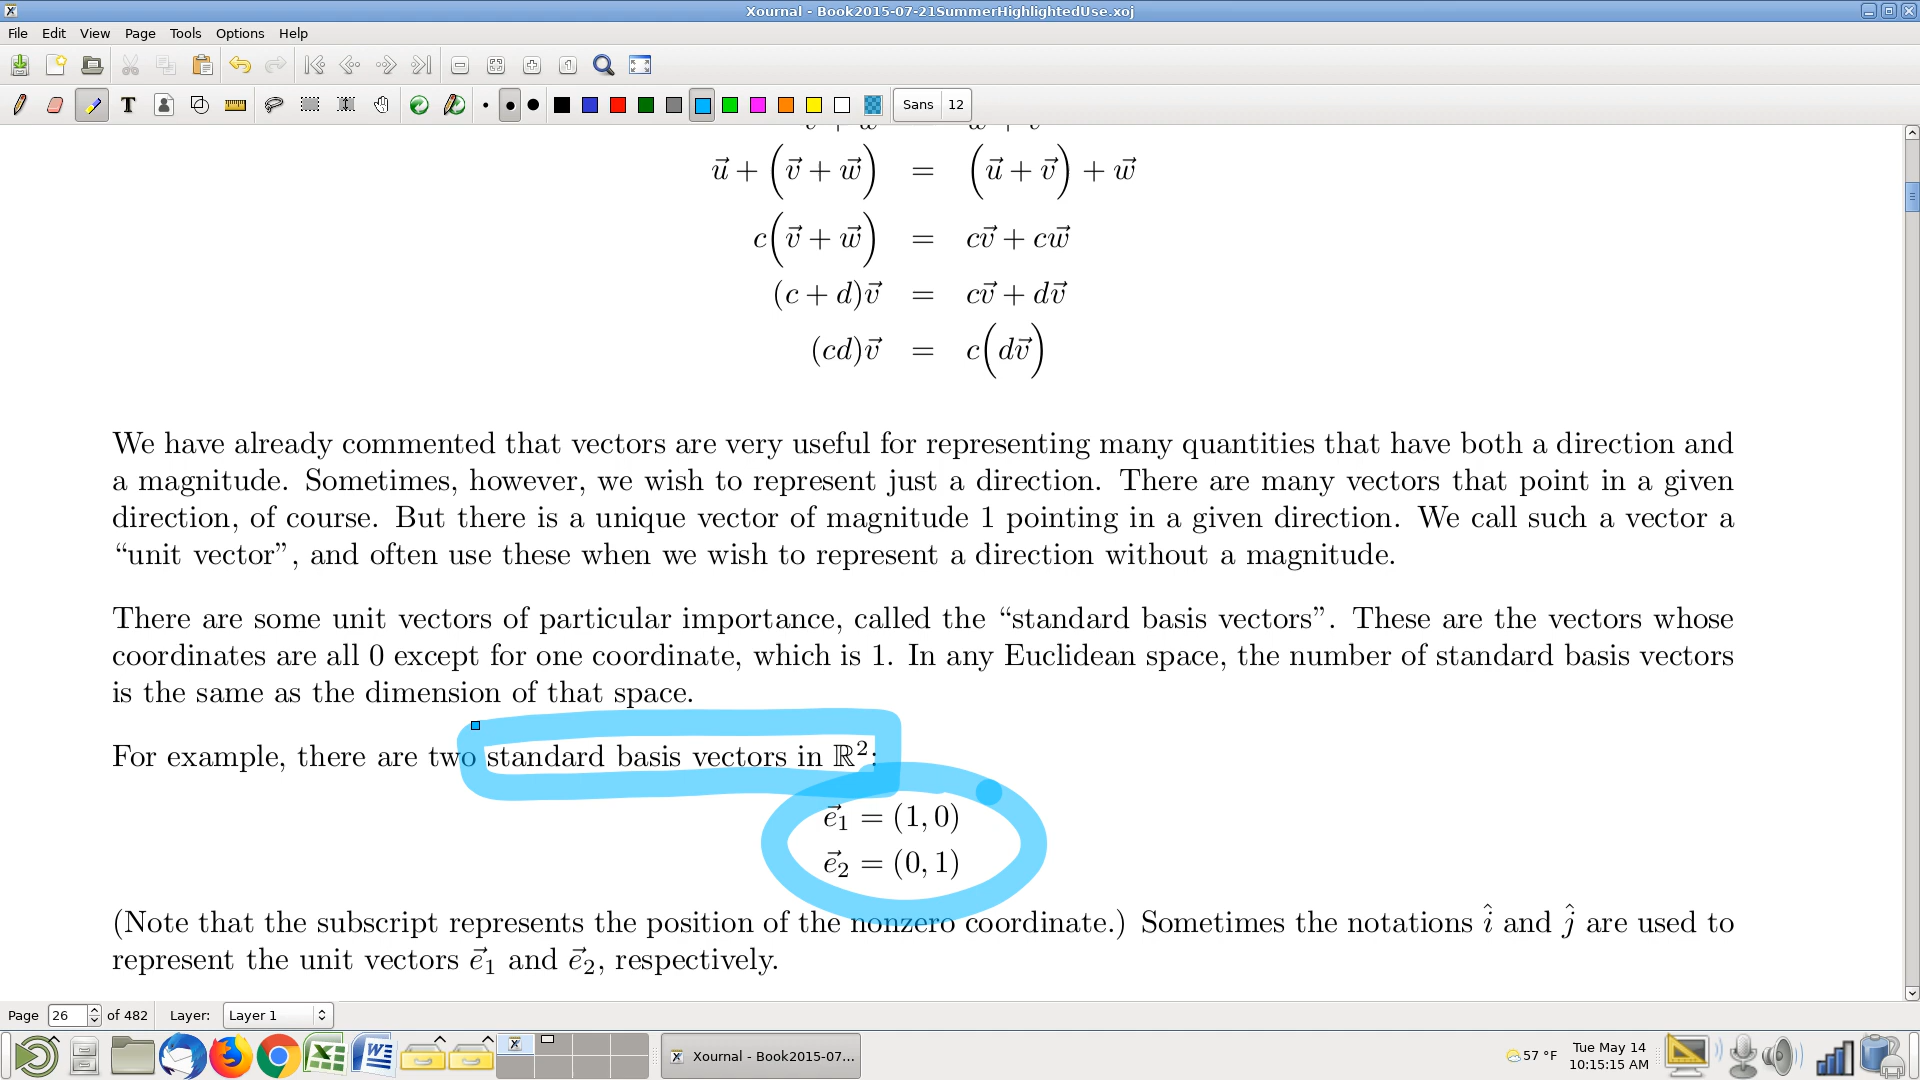 Xournal - Book2015-07-21SummerHighlightedUse.xoj
File Edit View Page Tools Options Help
Sans 12
u⃗ + (v⃗ + w⃗) = (u⃗ + v⃗) + w⃗
c(v⃗ + w⃗) = cv⃗ + cw⃗
(c + d)v⃗ = cv⃗ + dv⃗
(cd)v⃗ = c(dv⃗)
We have already commented that vectors are very useful for representing many quantities that have both a direction and
a magnitude. Sometimes, however, we wish to represent just a direction. There are many vectors that point in a given
direction, of course. But there is a unique vector of magnitude 1 pointing in a given direction. We call such a vector a
“unit vector”, and often use these when we wish to represent a direction without a magnitude.
There are some unit vectors of particular importance, called the “standard basis vectors”. These are the vectors whose
coordinates are all 0 except for one coordinate, which is 1. In any Euclidean space, the number of standard basis vectors
is the same as the dimension of that space.
For example, there are two standard basis vectors in ℝ²:
e⃗₁ = (1, 0)
e⃗₂ = (0, 1)
(Note that the subscript represents the position of the nonzero coordinate.) Sometimes the notations î and ĵ are used to
represent the unit vectors e⃗₁ and e⃗₂, respectively.
Page 26 of 482 Layer: Layer 1
Xournal - Book2015-07...
57 °F
Tue May 14
10:15:15 AM